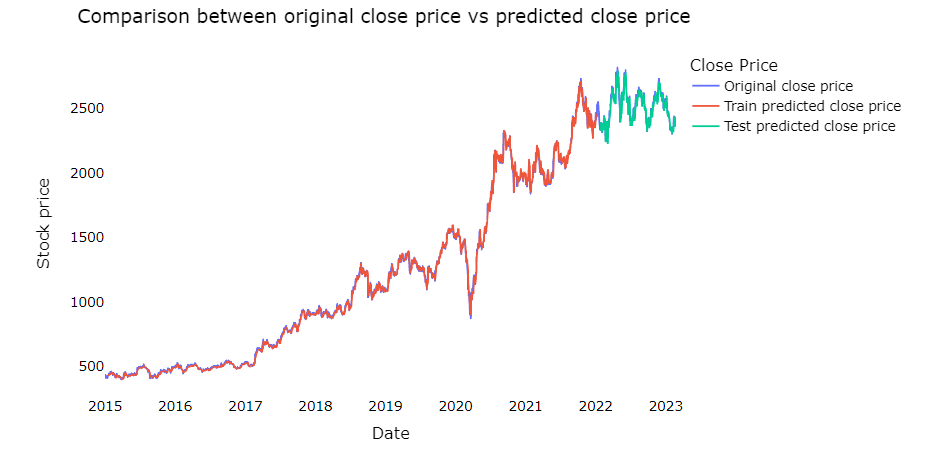 Comparison between original close price vs predicted close price
Close Price
Original close price
Train predicted close price
Test predicted close price
Stock price
2500
2000
1500
1000
500
2015 2016 2017 2018 2019 2020 2021 2022 2023
Date